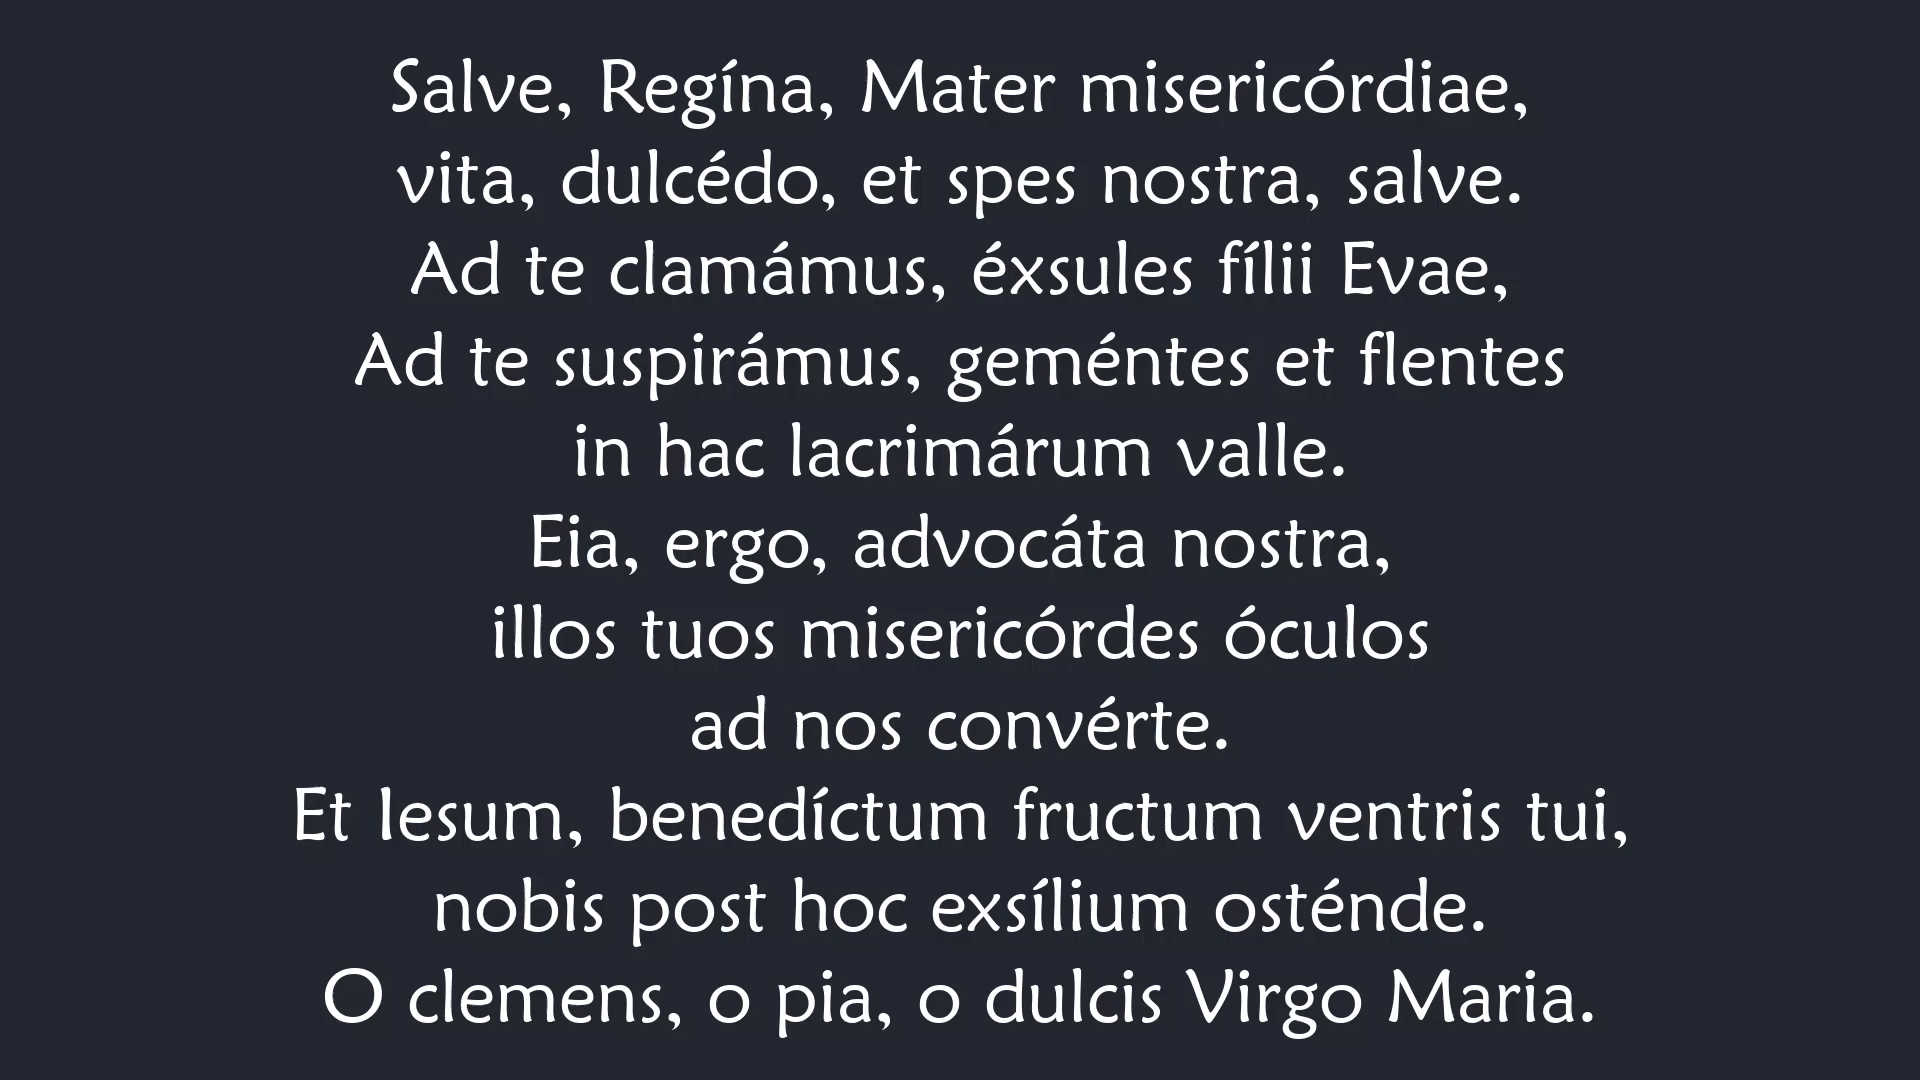 Salve, Regína, Mater misericórdiae,
vita, dulcédo, et spes nostra, salve.
Ad te clamámus, éxsules fílii Evae,
Ad te suspirámus, geméntes et flentes
in hac lacrimárum valle.
Eia, ergo, advocáta nostra,
illos tuos misericórdes óculos
ad nos convérte.
Et Iesum, benedíctum fructum ventris tui,
nobis post hoc exsílium osténde.
O clemens, o pia, o dulcis Virgo Maria.